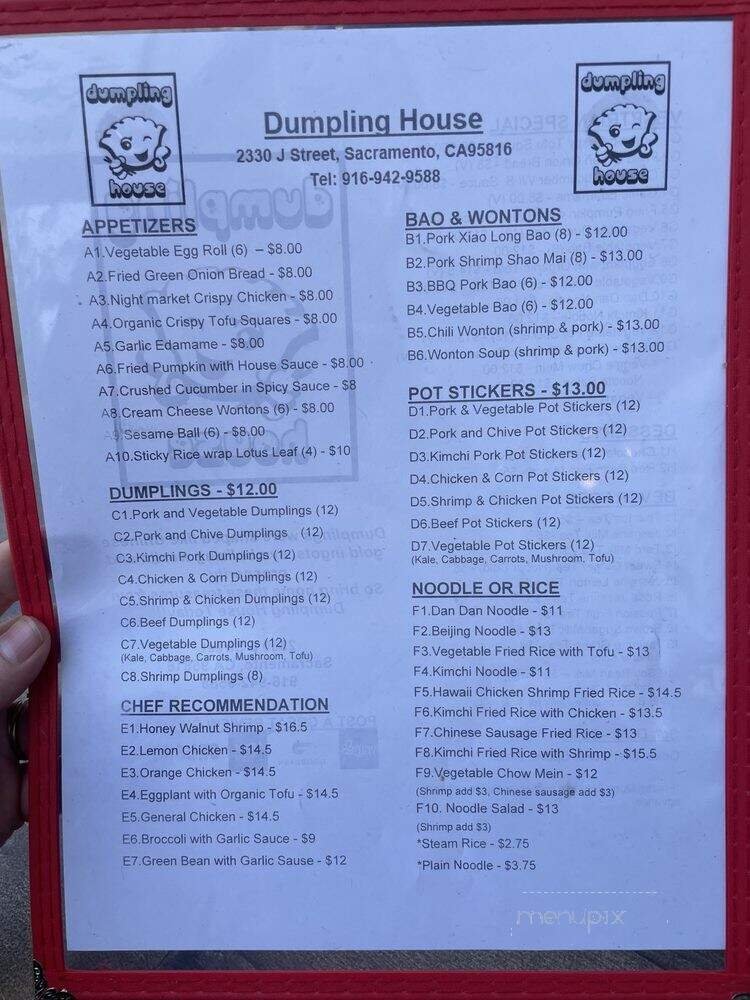 dumpling
house
Dumpling House
2330 J Street, Sacramento, CA95816
Tel: 916-942-9588
dumpling
house
APPETIZERS
A1.Vegetable Egg Roll (6) – $8.00
A2.Fried Green Onion Bread - $8.00
A3.Night market Crispy Chicken - $8.00
A4.Organic Crispy Tofu Squares - $8.00
A5.Garlic Edamame - $8.00
A6.Fried Pumpkin with House Sauce - $8.00
A7.Crushed Cucumber in Spicy Sauce - $8
A8.Cream Cheese Wontons (6) - $8.00
A9.Sesame Ball (6) - $8.00
A10.Sticky Rice wrap Lotus Leaf (4) - $10
DUMPLINGS - $12.00
C1.Pork and Vegetable Dumplings (12)
C2.Pork and Chive Dumplings (12)
C3.Kimchi Pork Dumplings (12)
C4.Chicken & Corn Dumplings (12)
C5.Shrimp & Chicken Dumplings (12)
C6.Beef Dumplings (12)
C7.Vegetable Dumplings (12)
(Kale, Cabbage, Carrots, Mushroom, Tofu)
C8.Shrimp Dumplings (8)
CHEF RECOMMENDATION
E1.Honey Walnut Shrimp - $16.5
E2.Lemon Chicken - $14.5
E3.Orange Chicken - $14.5
E4.Eggplant with Organic Tofu - $14.5
E5.General Chicken - $14.5
E6.Broccoli with Garlic Sauce - $9
E7.Green Bean with Garlic Sause - $12
BAO & WONTONS
B1.Pork Xiao Long Bao (8) - $12.00
B2.Pork Shrimp Shao Mai (8) - $13.00
B3.BBQ Pork Bao (6) - $12.00
B4.Vegetable Bao (6) - $12.00
B5.Chili Wonton (shrimp & pork) - $13.00
B6.Wonton Soup (shrimp & pork) - $13.00
POT STICKERS - $13.00
D1.Pork & Vegetable Pot Stickers (12)
D2.Pork and Chive Pot Stickers (12)
D3.Kimchi Pork Pot Stickers (12)
D4.Chicken & Corn Pot Stickers (12)
D5.Shrimp & Chicken Pot Stickers (12)
D6.Beef Pot Stickers (12)
D7.Vegetable Pot Stickers (12)
(Kale, Cabbage, Carrots, Mushroom, Tofu)
NOODLE OR RICE
F1.Dan Dan Noodle - $11
F2.Beijing Noodle - $13
F3.Vegetable Fried Rice with Tofu - $13
F4.Kimchi Noodle - $11
F5.Hawaii Chicken Shrimp Fried Rice - $14.5
F6.Kimchi Fried Rice with Chicken - $13.5
F7.Chinese Sausage Fried Rice - $13
F8.Kimchi Fried Rice with Shrimp - $15.5
F9.Vegetable Chow Mein - $12
(Shrimp add $3, Chinese sausage add $3)
F10. Noodle Salad - $13
(Shrimp add $3)
*Steam Rice - $2.75
*Plain Noodle - $3.75
menupix